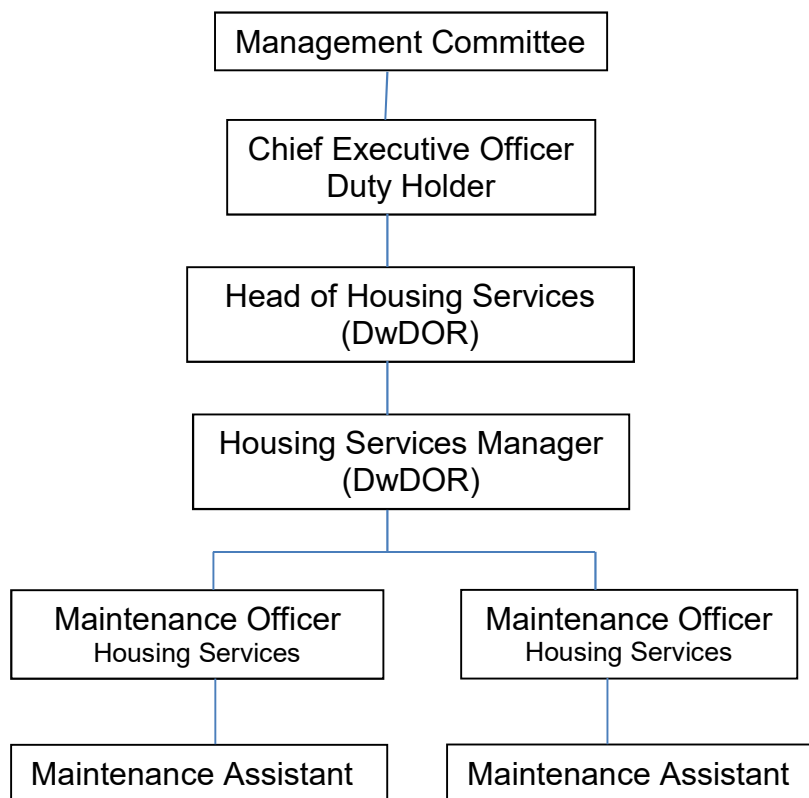 Management Committee
Chief Executive Officer
Duty Holder
Head of Housing Services
(DwDOR)
Housing Services Manager
(DwDOR)
Maintenance Officer
Housing Services
Maintenance Officer
Housing Services
Maintenance Assistant
Maintenance Assistant